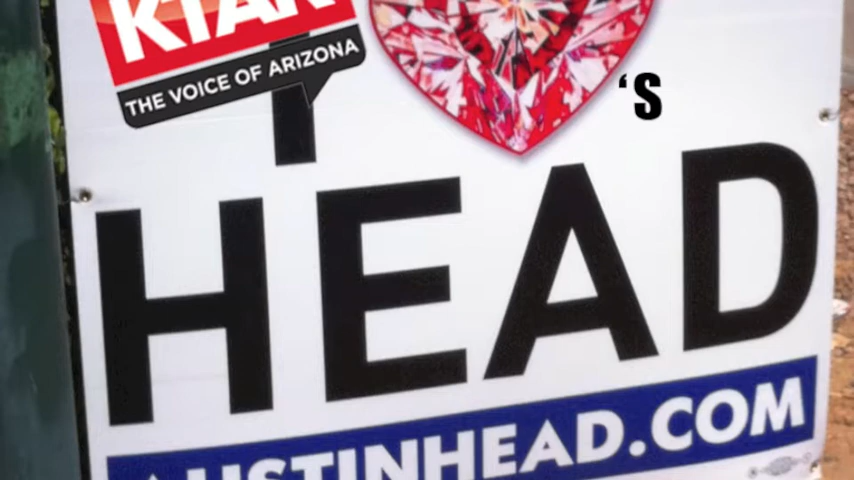 KTAR
THE VOICE OF ARIZONA
I
'S
HEAD
AUSTINHEAD.COM